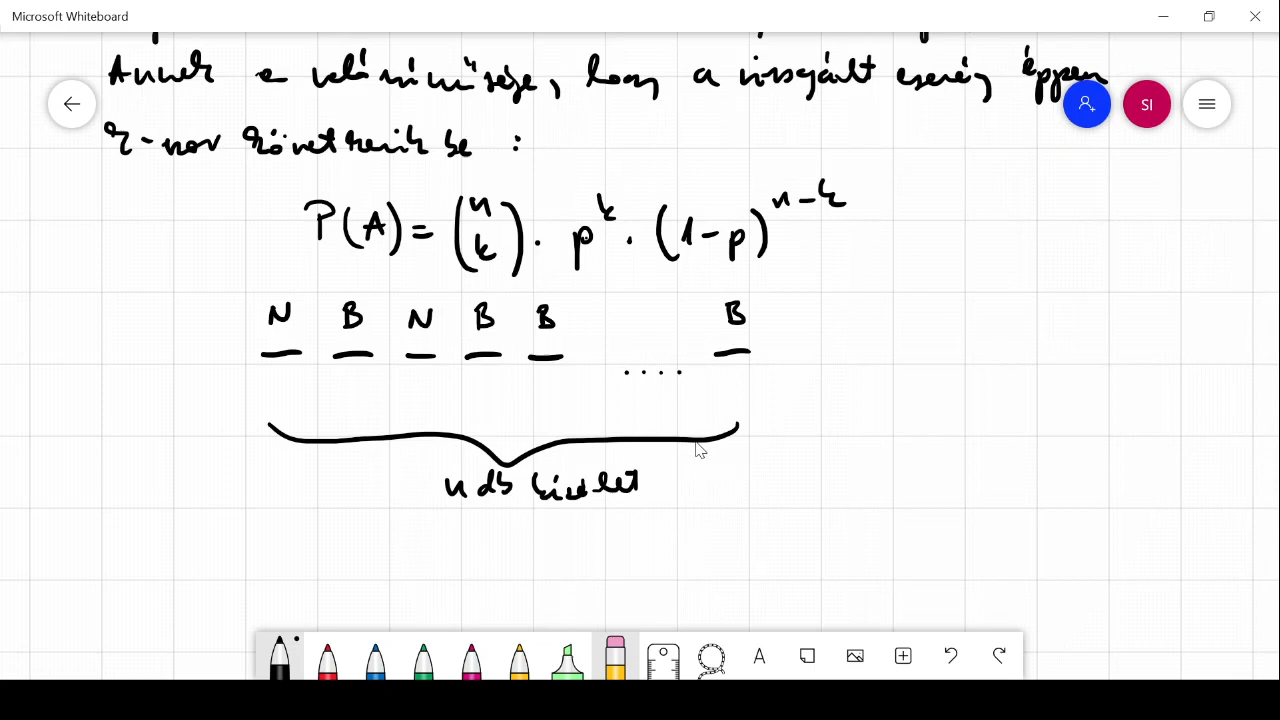 Microsoft Whiteboard
Annak a valószínűsége, hogy a vizsgált esemény éppen
SI
k-szor következik be :
P(A) = (n k) · p^k · (1-p)^(n-k)
N B N B B B
....
n db kísérlet
A